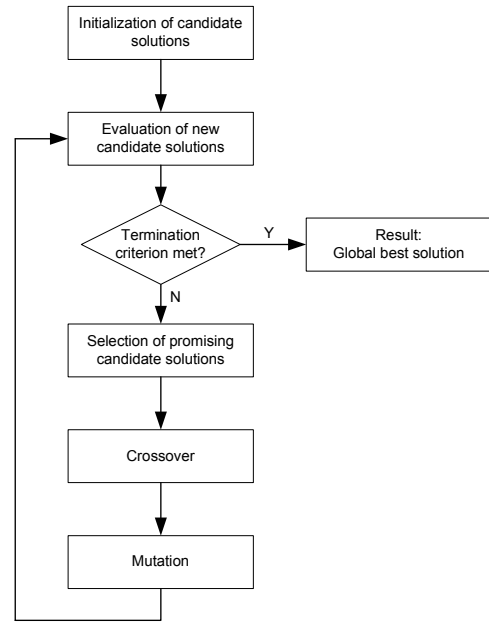 Initialization of candidate
solutions
Evaluation of new
candidate solutions
Termination
criterion met?
Y
Result:
Global best solution
N
Selection of promising
candidate solutions
Crossover
Mutation